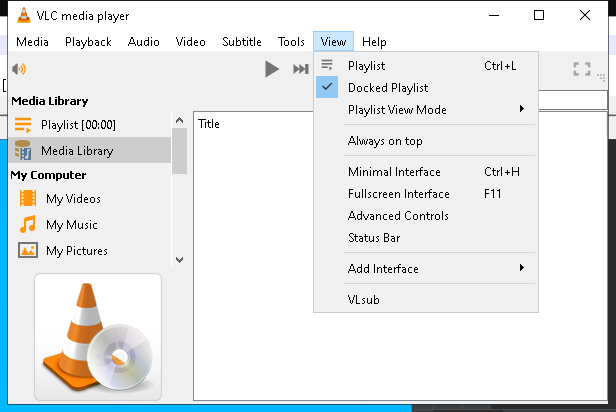 VLC media player
Media Playback Audio Video Subtitle Tools View Help
Media Library
Playlist [00:00]
Media Library
My Computer
My Videos
My Music
My Pictures
Title
Playlist Ctrl+L
Docked Playlist
Playlist View Mode
Always on top
Minimal Interface Ctrl+H
Fullscreen Interface F11
Advanced Controls
Status Bar
Add Interface
VLsub